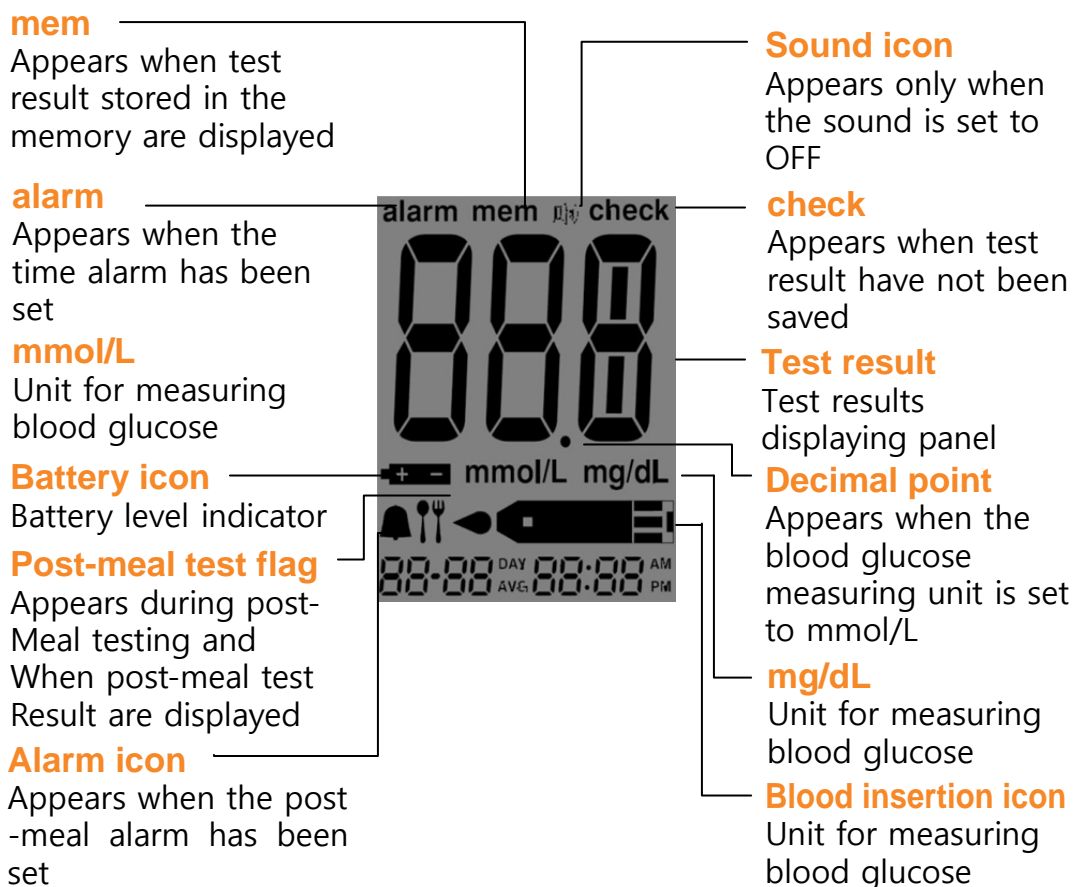 mem
Appears when test
result stored in the
memory are displayed
alarm
Appears when the
time alarm has been
set
mmol/L
Unit for measuring
blood glucose
Battery icon
Battery level indicator
Post-meal test flag
Appears during post-
Meal testing and
When post-meal test
Result are displayed
Alarm icon
Appears when the post
-meal alarm has been
set
alarm mem check
888
.
+ - mmol/L mg/dL
88-88 DAY AVG 88:88 AM PM
Sound icon
Appears only when
the sound is set to
OFF
check
Appears when test
result have not been
saved
Test result
Test results
displaying panel
Decimal point
Appears when the
blood glucose
measuring unit is set
to mmol/L
mg/dL
Unit for measuring
blood glucose
Blood insertion icon
Unit for measuring
blood glucose